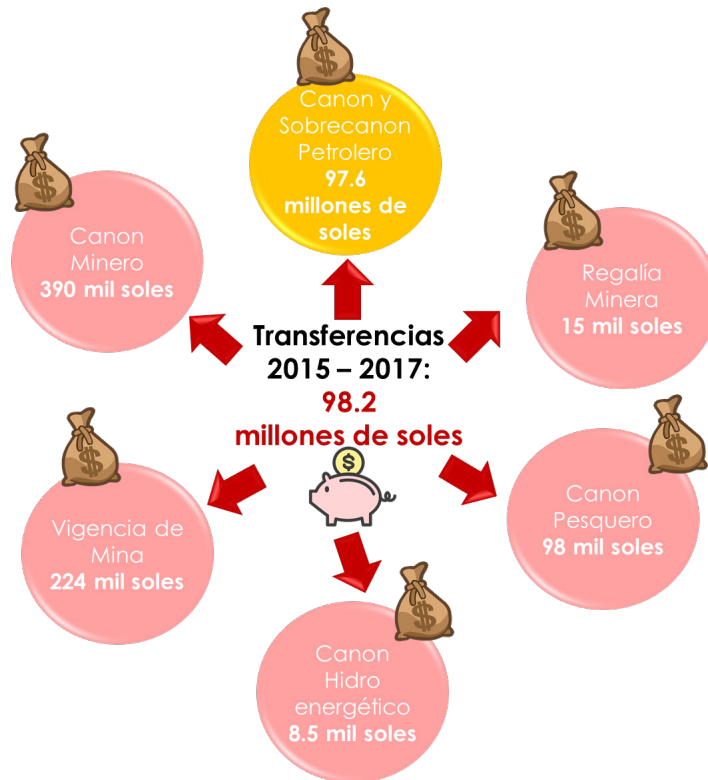 Canon y
Sobrecanon
Petrolero
97.6
millones de
soles
Canon
Minero
390 mil soles
Regalía
Minera
15 mil soles
Transferencias
2015 – 2017:
98.2
millones de soles
Vigencia de
Mina
224 mil soles
Canon
Pesquero
98 mil soles
Canon
Hidro
energético
8.5 mil soles